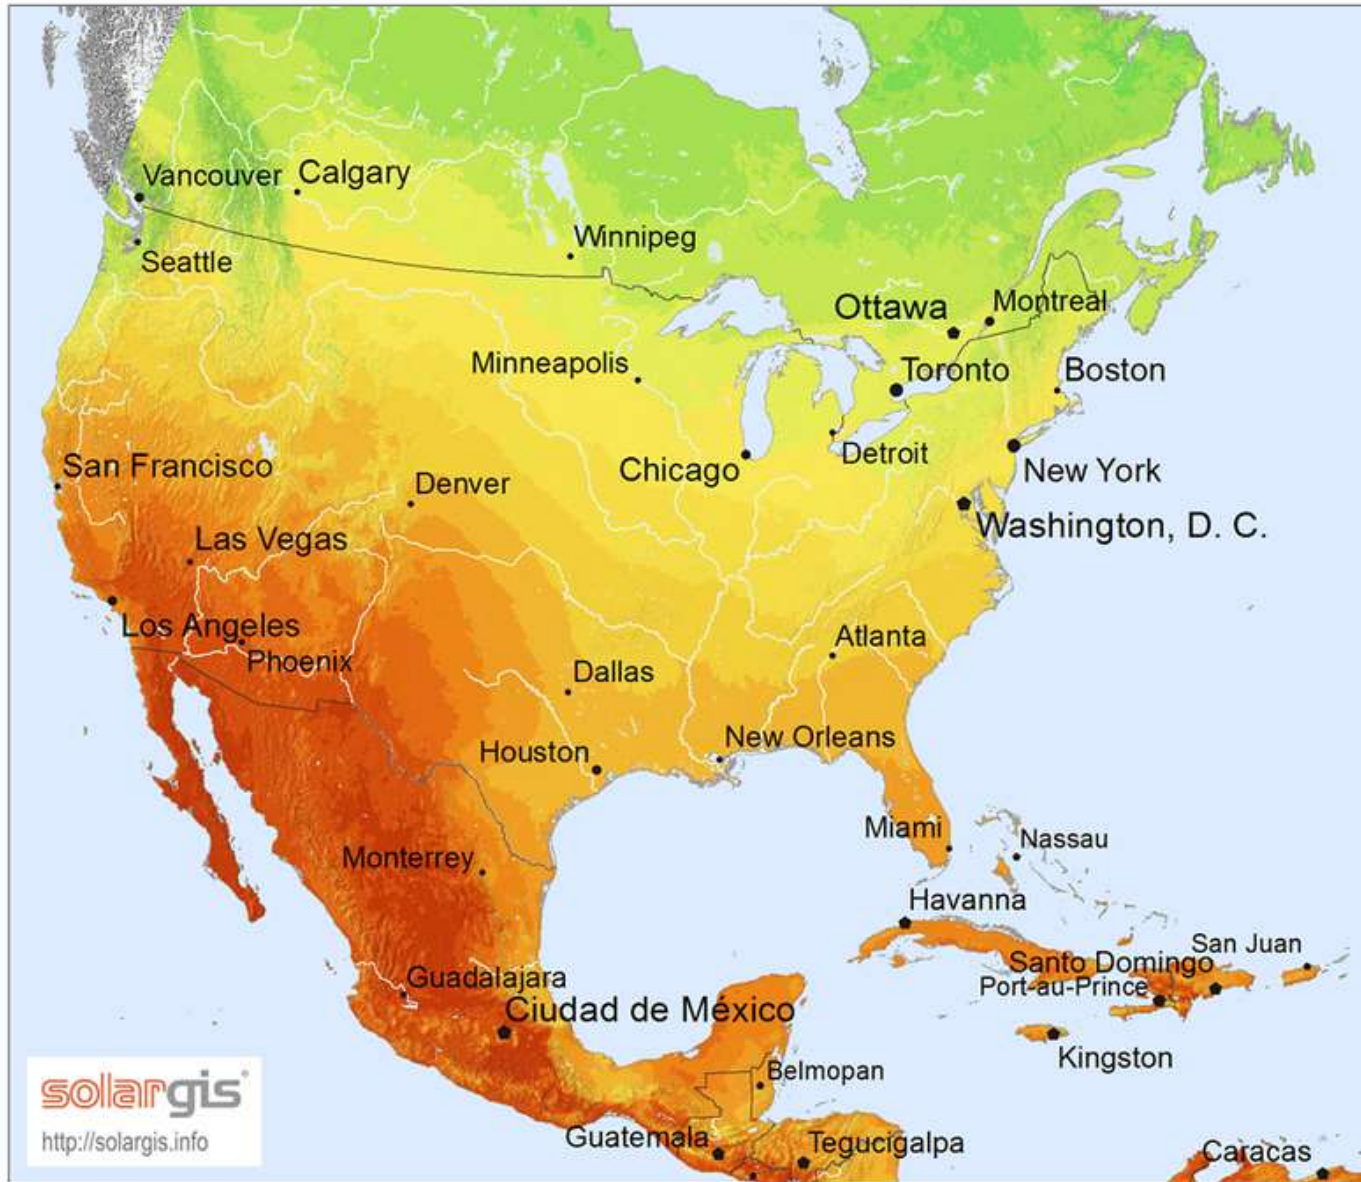 Vancouver
Calgary
Seattle
Winnipeg
Ottawa
Montreal
Minneapolis
Toronto
Boston
San Francisco
Denver
Chicago
Detroit
New York
Washington, D. C.
Las Vegas
Los Angeles
Phoenix
Atlanta
Dallas
Houston
New Orleans
Miami
Nassau
Monterrey
Havanna
San Juan
Santo Domingo
Port-au-Prince
Guadalajara
Ciudad de México
Kingston
Belmopan
Guatemala
Tegucigalpa
Caracas
solargis
http://solargis.info